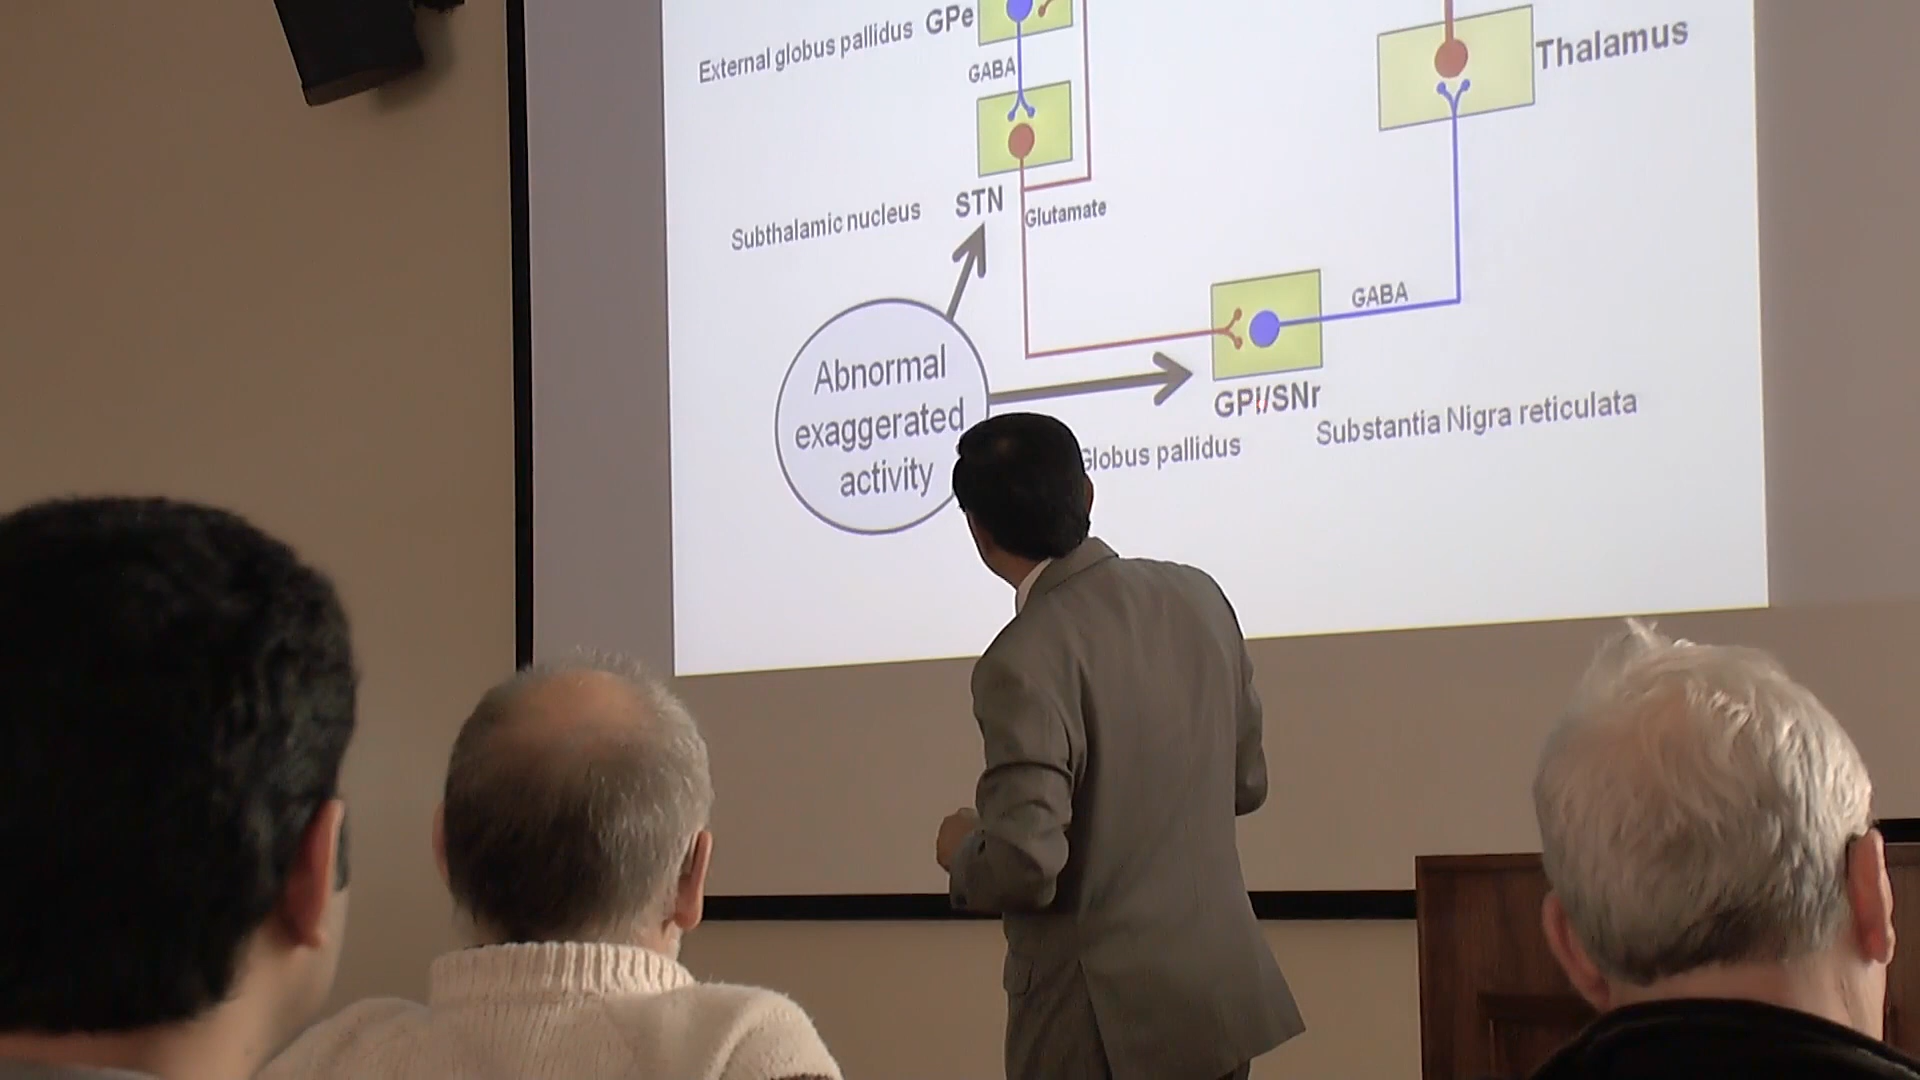 External globus pallidus GPe
Thalamus
GABA
STN
Subthalamic nucleus
Glutamate
GABA
Abnormal
exaggerated
activity
GPI/SNr
Substantia Nigra reticulata
Globus pallidus